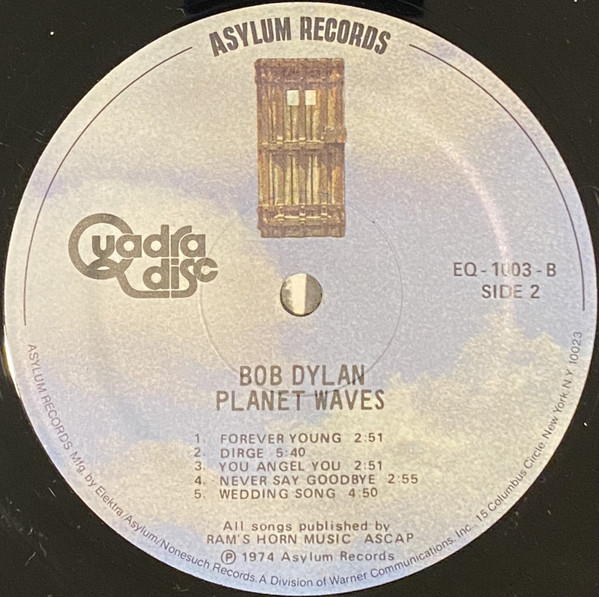 ASYLUM RECORDS
Quadra
disc
EQ-1003-B
SIDE 2
BOB DYLAN
PLANET WAVES
1. FOREVER YOUNG 2:51
2. DIRGE 5:40
3. YOU ANGEL YOU 2:51
4. NEVER SAY GOODBYE 2:55
5. WEDDING SONG 4:50
All songs published by
RAM'S HORN MUSIC ASCAP
Ⓟ 1974 Asylum Records
ASYLUM RECORDS. Mfg. by Elektra/Asylum/Nonesuch Records. A Division of Warner Communications, Inc. 15 Columbus Circle, New York, N.Y. 10023